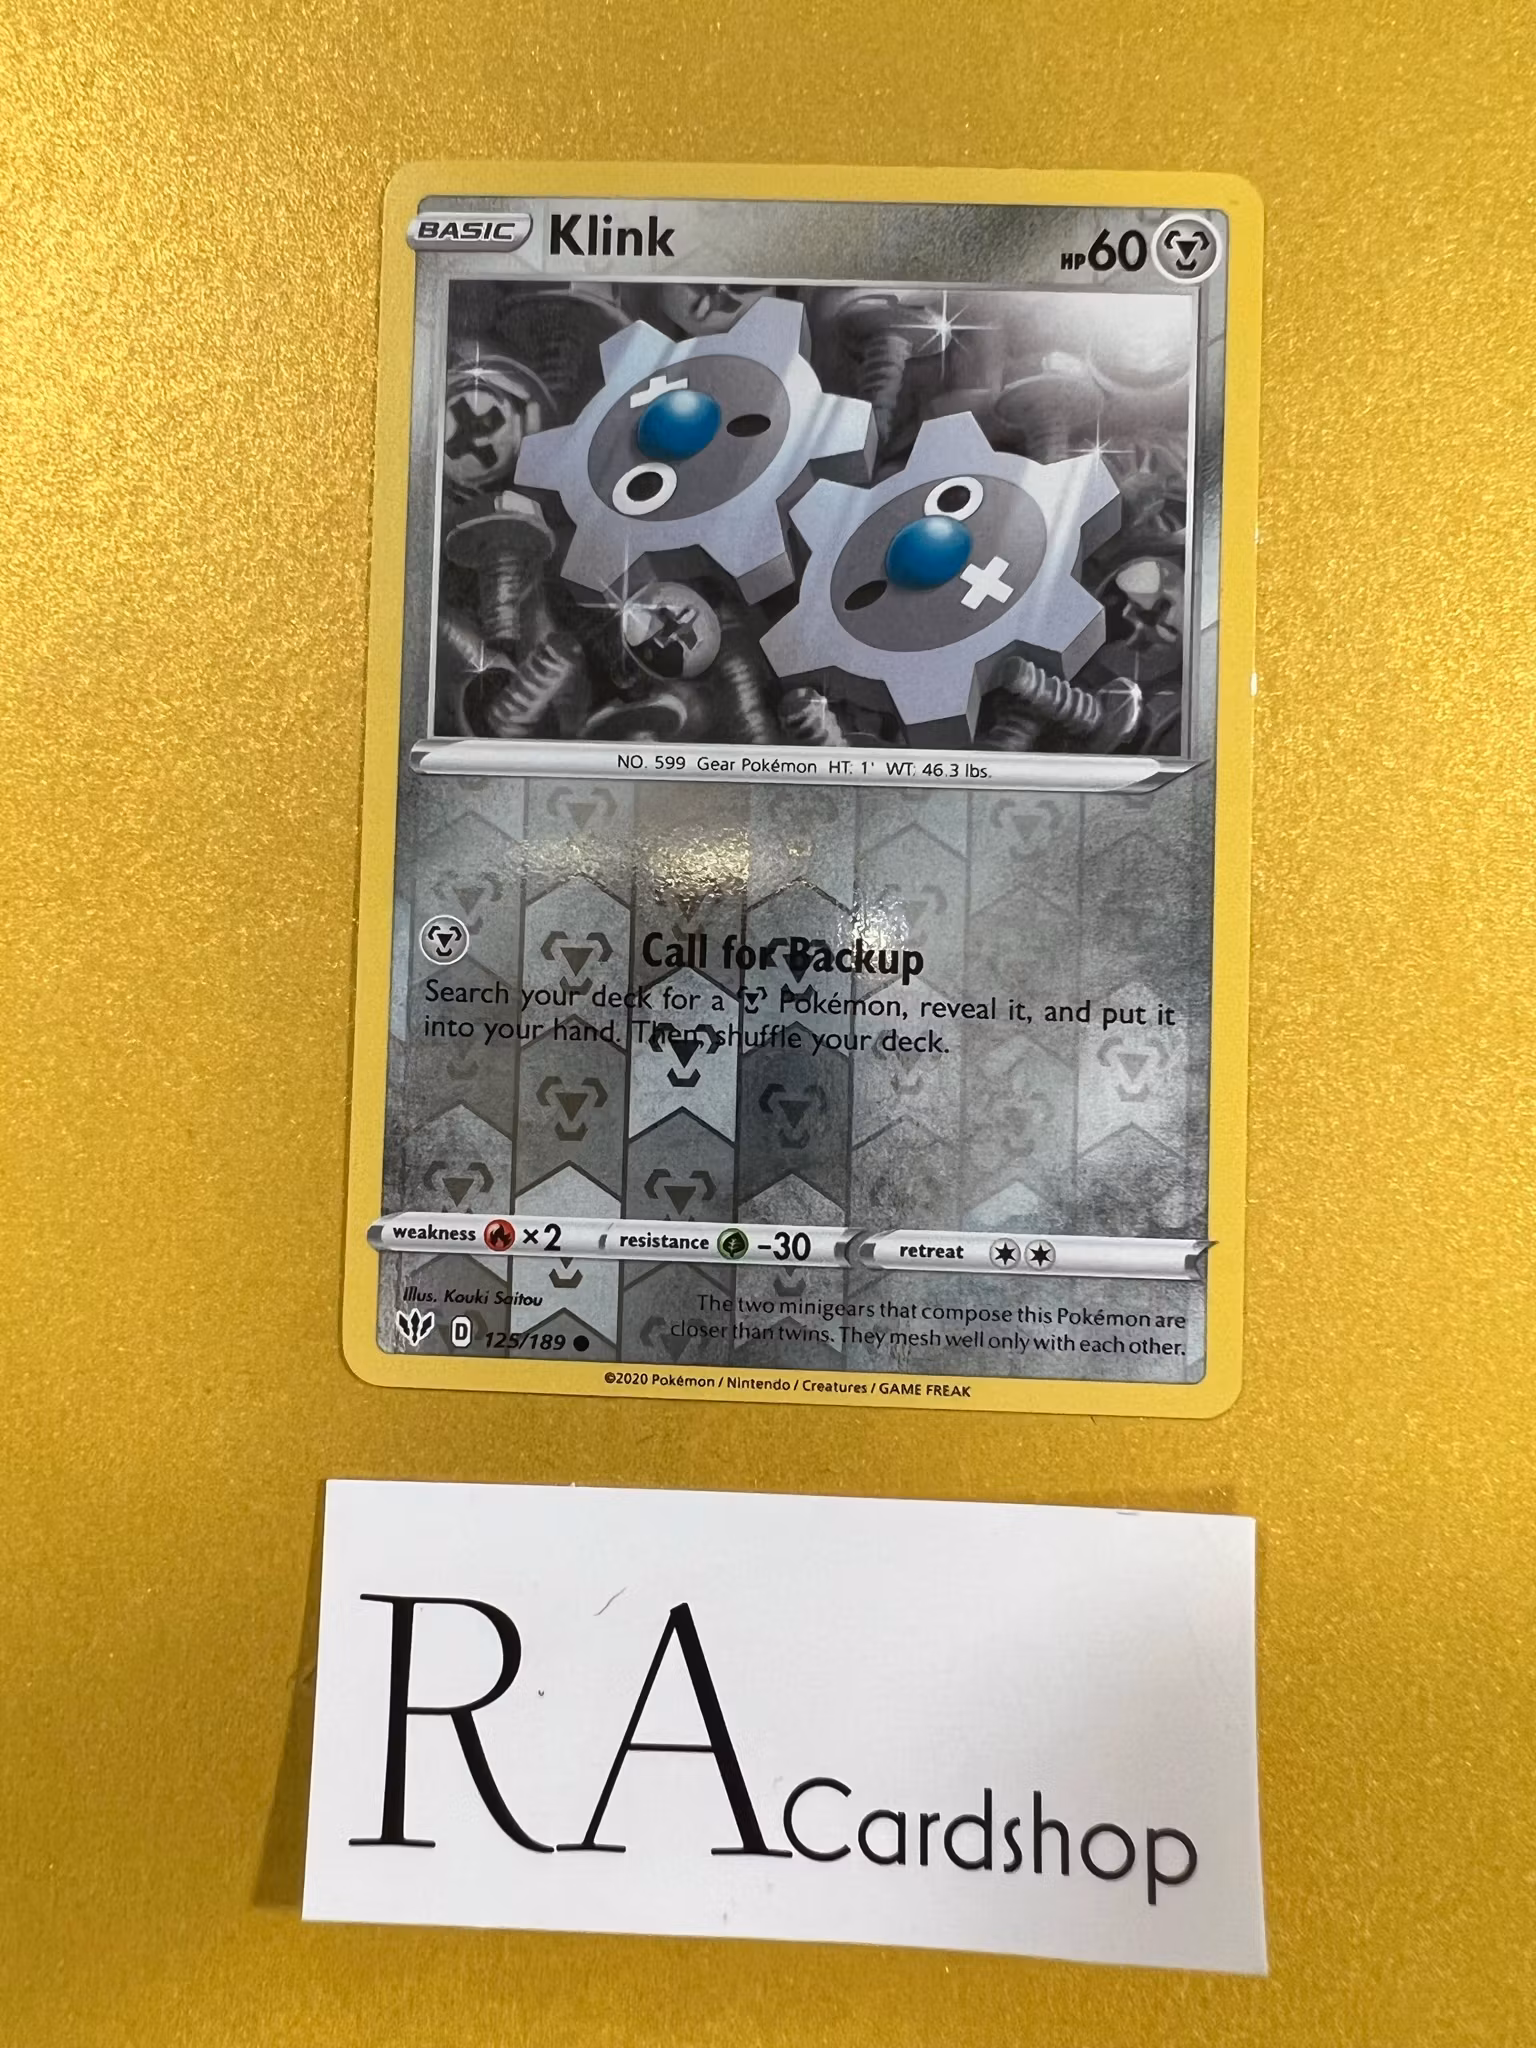 BASIC Klink HP60
NO. 599 Gear Pokémon HT: 1' WT: 46.3 lbs.
Call for Backup
Search your deck for a Pokémon, reveal it, and put it
into your hand. Then, shuffle your deck.
weakness ×2 resistance -30 retreat
Illus. Kouki Saitou
D 125/189
The two minigears that compose this Pokémon are
closer than twins. They mesh well only with each other.
©2020 Pokémon / Nintendo / Creatures / GAME FREAK
RACardshop